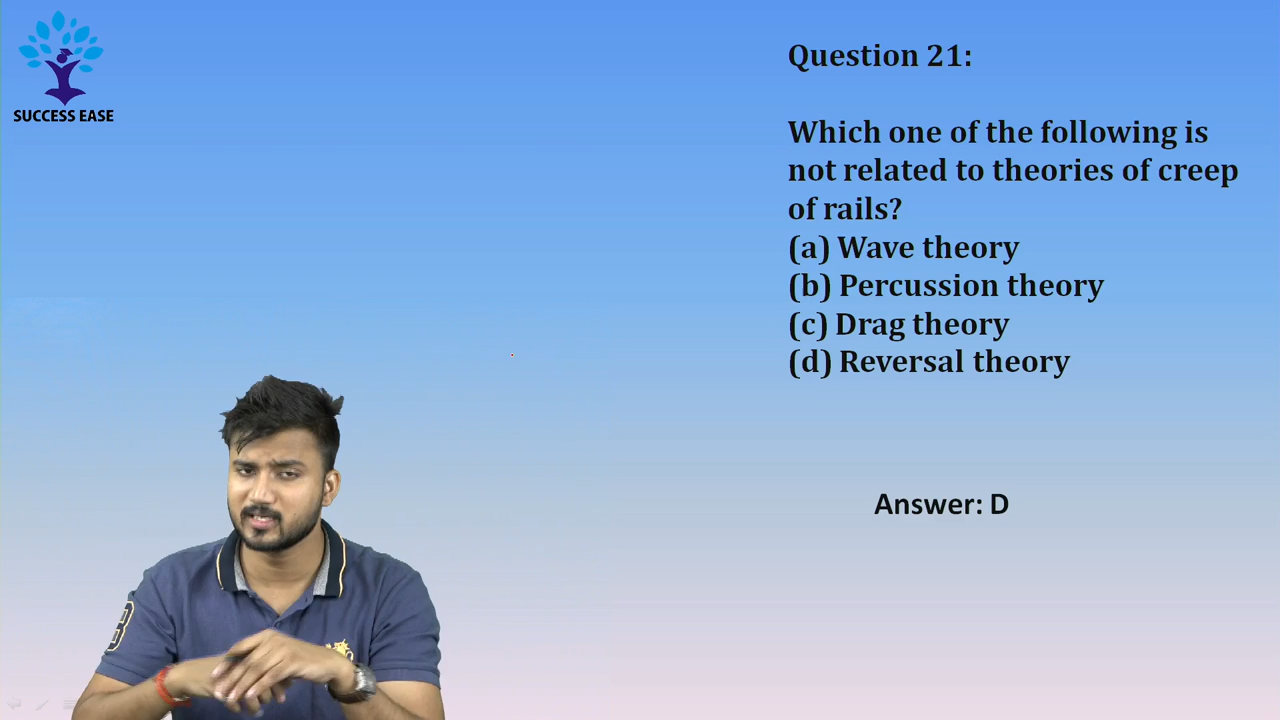 SUCCESS EASE
Question 21:
Which one of the following is
not related to theories of creep
of rails?
(a) Wave theory
(b) Percussion theory
(c) Drag theory
(d) Reversal theory
Answer: D